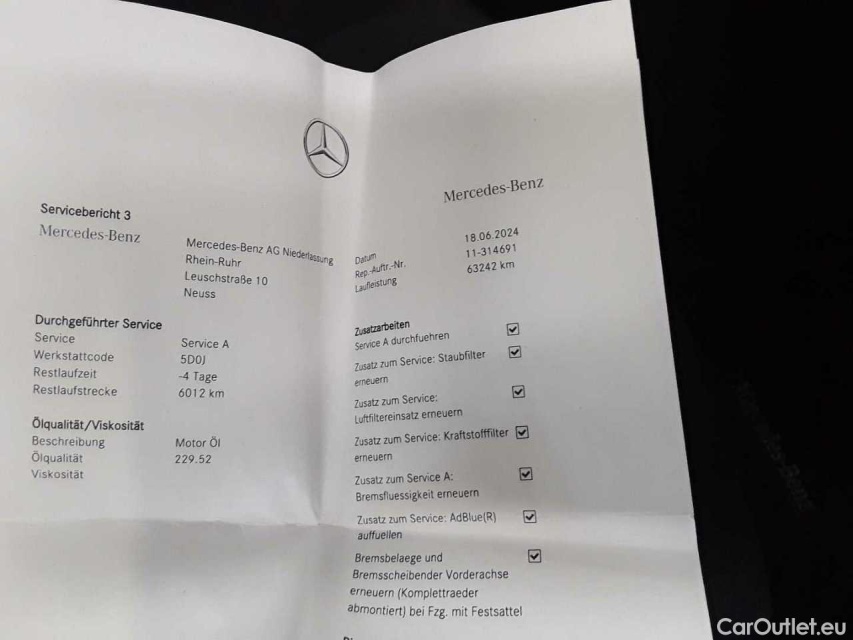 Mercedes-Benz
Servicebericht 3
Mercedes-Benz
Mercedes-Benz AG Niederlassung
Rhein-Ruhr
Leuschstraße 10
Neuss
Durchgeführter Service
Service Service A
Werkstattcode 5D0J
Restlaufzeit -4 Tage
Restlaufstrecke 6012 km
Ölqualität/Viskosität
Beschreibung Motor Öl
Ölqualität 229.52
Viskosität
Datum 18.06.2024
Rep.-Auftr.-Nr. 11-314691
Laufleistung 63242 km
Zusatzarbeiten
Service A durchfuehren
Zusatz zum Service: Staubfilter
erneuern
Zusatz zum Service:
Luftfiltereinsatz erneuern
Zusatz zum Service: Kraftstofffilter
erneuern
Zusatz zum Service A:
Bremsfluessigkeit erneuern
Zusatz zum Service: AdBlue(R)
auffuellen
Bremsbelaege und
Bremsscheibender Vorderachse
erneuern (Komplettraeder
abmontiert) bei Fzg. mit Festsattel
CarOutlet.eu